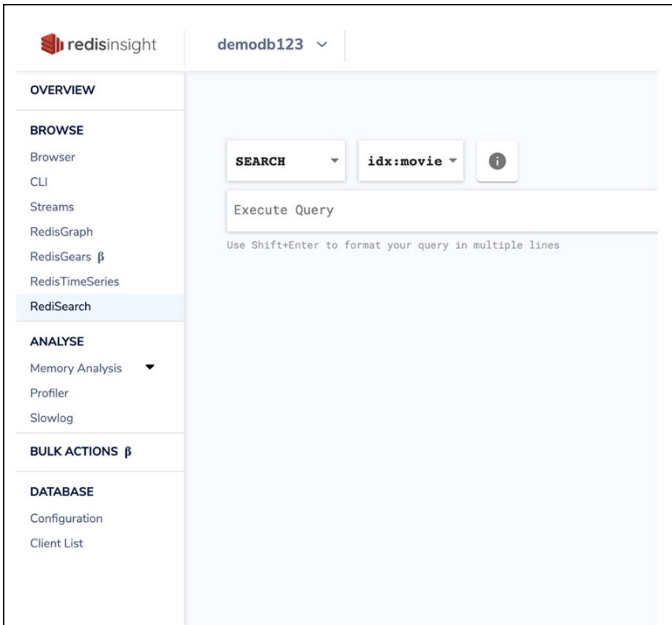 redisinsight
demodb123
OVERVIEW
BROWSE
Browser
CLI
Streams
RedisGraph
RedisGears β
RedisTimeSeries
RediSearch
ANALYSE
Memory Analysis
Profiler
Slowlog
BULK ACTIONS β
DATABASE
Configuration
Client List
SEARCH idx:movie
Execute Query
Use Shift+Enter to format your query in multiple lines